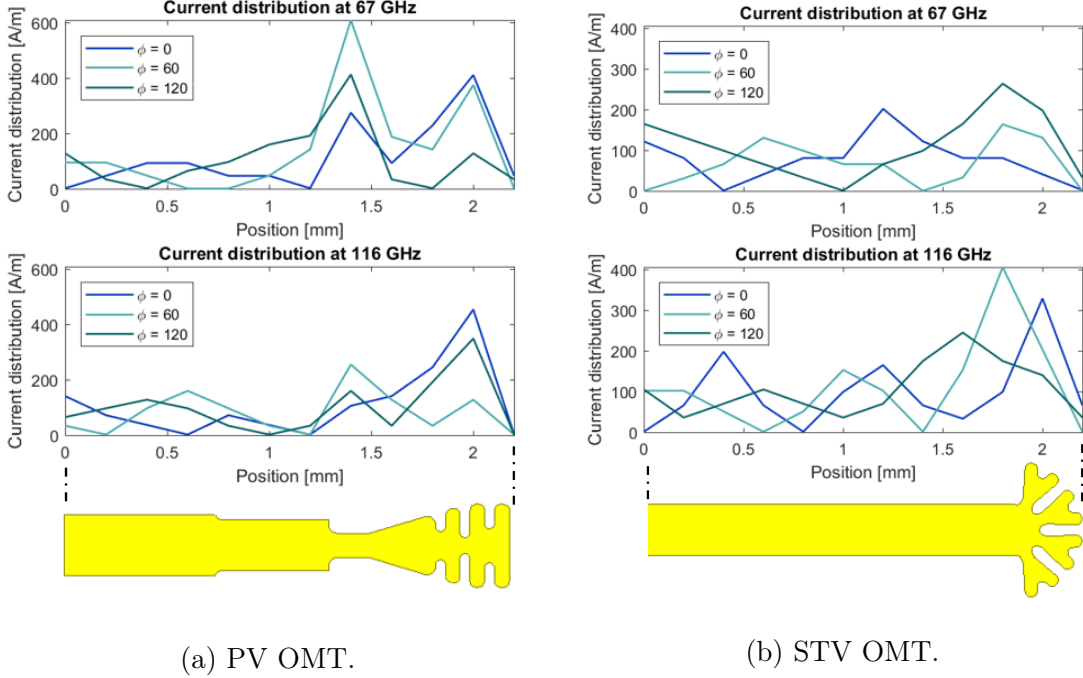 Current distribution at 67 GHz
Current distribution [A/m]
600
400
200
0
ϕ = 0
ϕ = 60
ϕ = 120
0 0.5 1 1.5 2
Position [mm]
Current distribution at 116 GHz
Current distribution [A/m]
600
400
200
0
ϕ = 0
ϕ = 60
ϕ = 120
0 0.5 1 1.5 2
Position [mm]
(a) PV OMT.
Current distribution at 67 GHz
Current distribution [A/m]
400
300
200
100
0
ϕ = 0
ϕ = 60
ϕ = 120
0 0.5 1 1.5 2
Position [mm]
Current distribution at 116 GHz
Current distribution [A/m]
400
300
200
100
0
ϕ = 0
ϕ = 60
ϕ = 120
0 0.5 1 1.5 2
Position [mm]
(b) STV OMT.